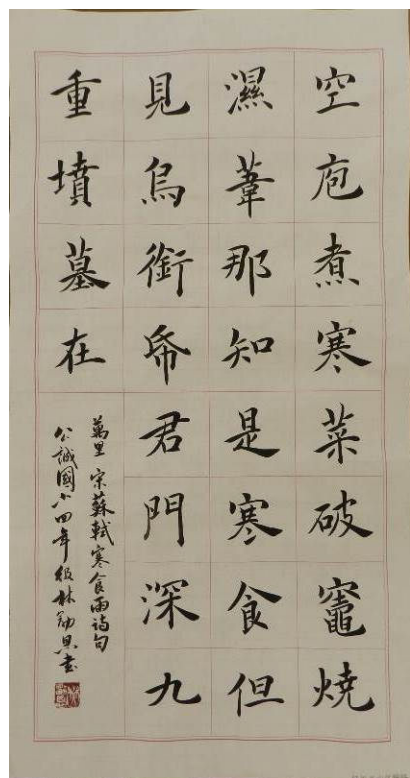 空庖煮寒菜破竈燒
濕葦那知是寒食但
見烏銜帋君門深九
重墳墓在
萬里 宋蘇軾寒食雨詩句
公誠國小四年級林勁